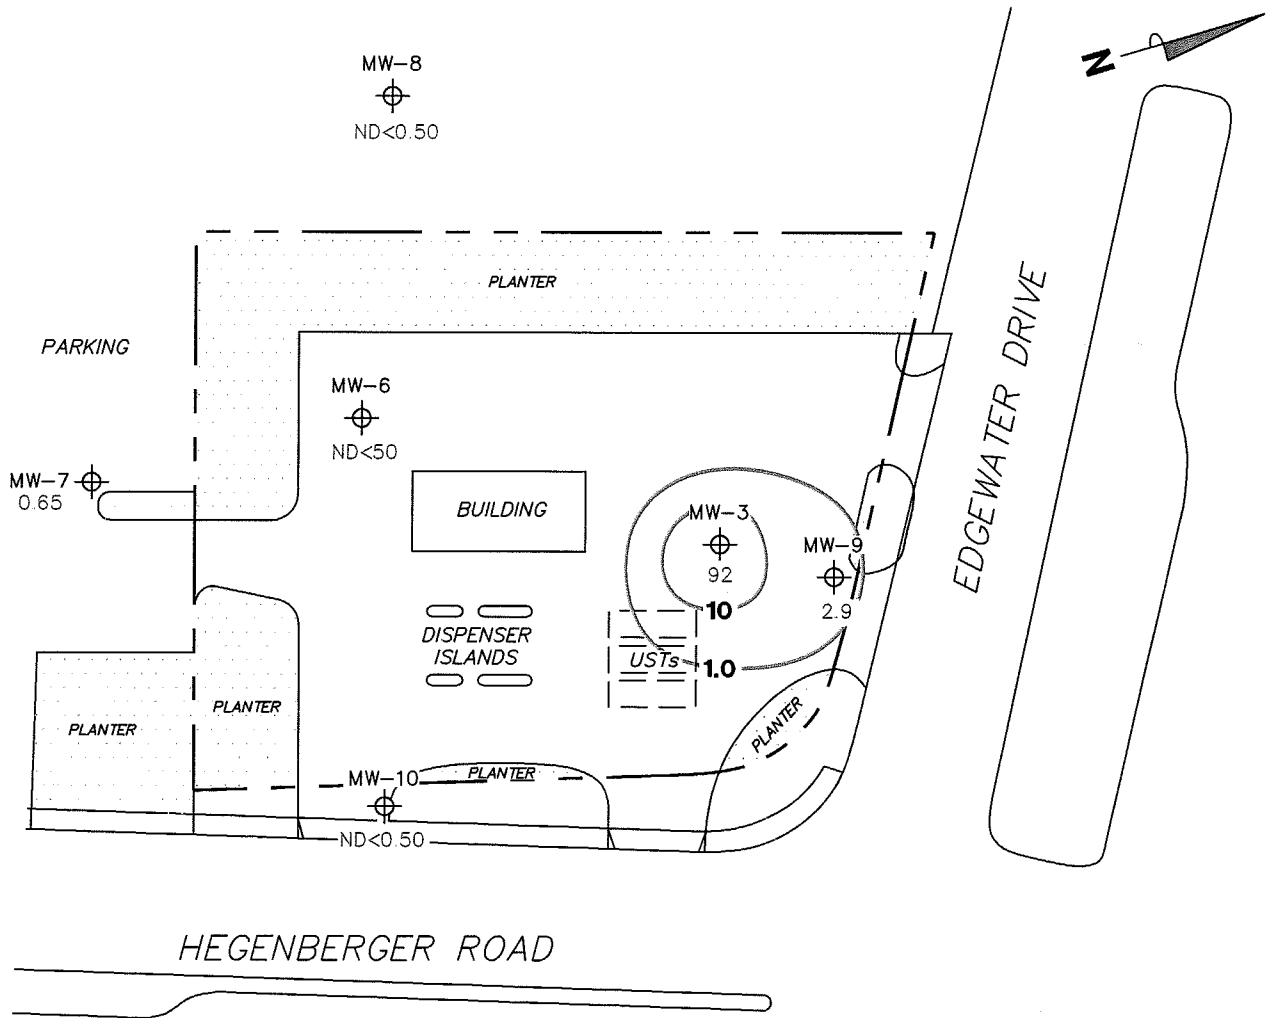 MW-8
ND<0.50
N
PLANTER
PARKING
MW-6
ND<50
MW-7
0.65
BUILDING
MW-3
92
MW-9
2.9
10
EDGEWATER DRIVE
DISPENSER
ISLANDS
USTs
1.0
PLANTER
PLANTER
PLANTER
PLANTER
MW-10
ND<0.50
HEGENBERGER ROAD